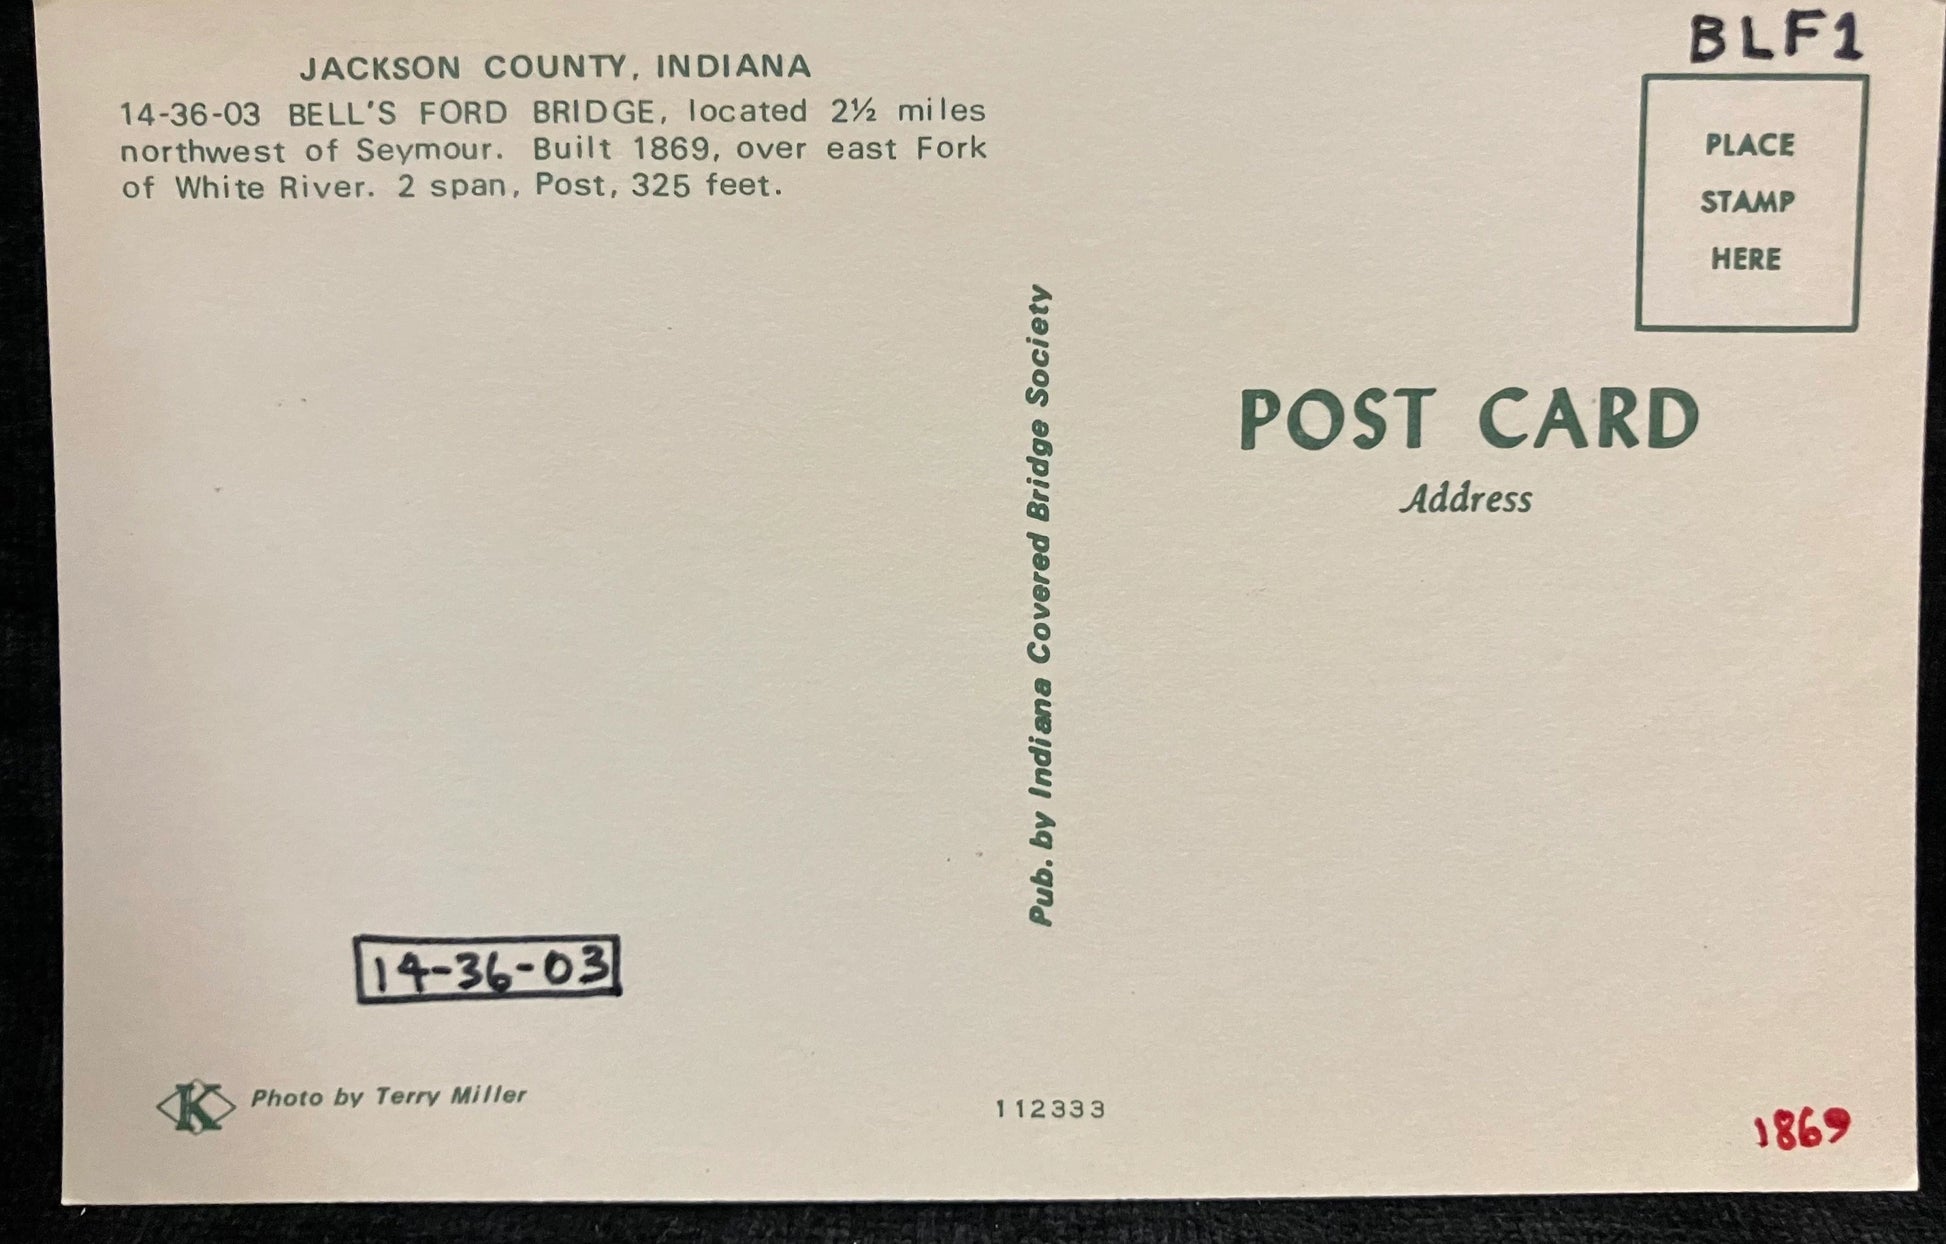 BLF1
JACKSON COUNTY, INDIANA
14-36-03 BELL'S FORD BRIDGE, located 2½ miles
northwest of Seymour. Built 1869, over east Fork
of White River. 2 span, Post, 325 feet.
PLACE
STAMP
HERE
Pub. by Indiana Covered Bridge Society
POST CARD
Address
14-36-03
K Photo by Terry Miller
112333
1869